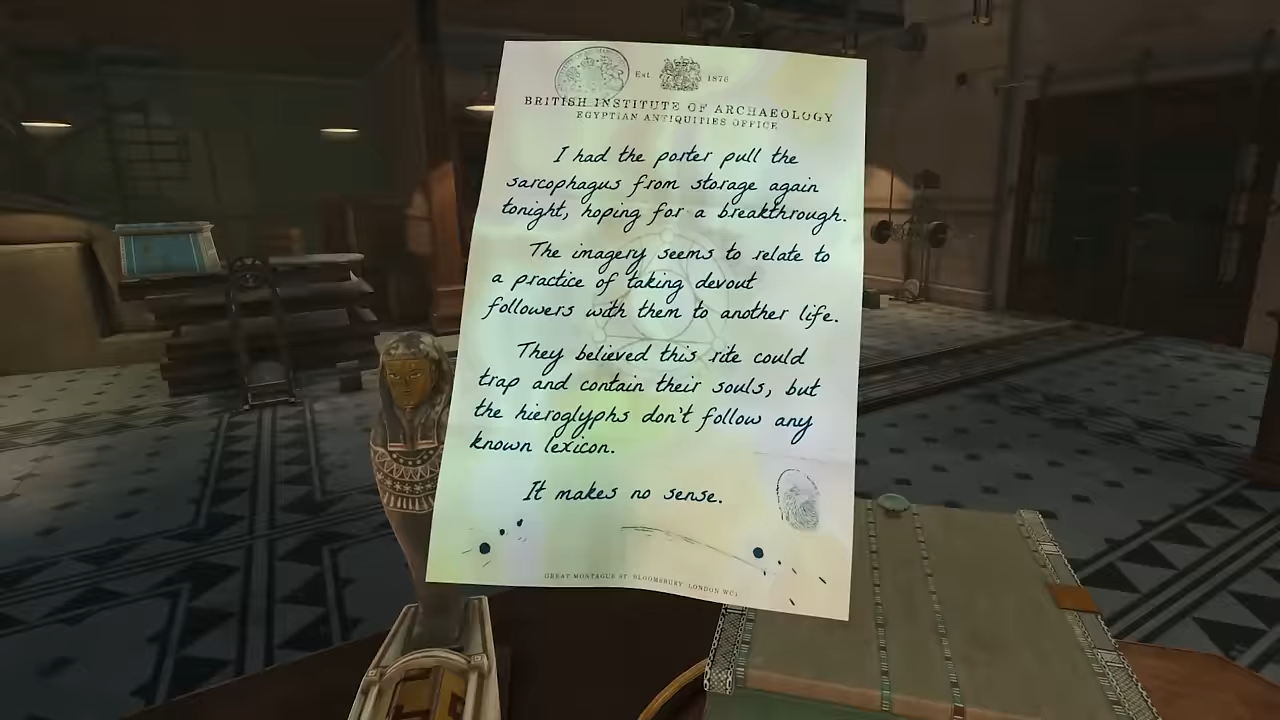 Est 1876
BRITISH INSTITUTE OF ARCHAEOLOGY
EGYPTIAN ANTIQUITIES OFFICE
I had the porter pull the
sarcophagus from storage again
tonight, hoping for a breakthrough.
The imagery seems to relate to
a practice of taking devout
followers with them to another life.
They believed this rite could
trap and contain their souls, but
the hieroglyphs don't follow any
known lexicon.
It makes no sense.
GREAT MONTAGUE ST. BLOOMSBURY. LONDON WC1